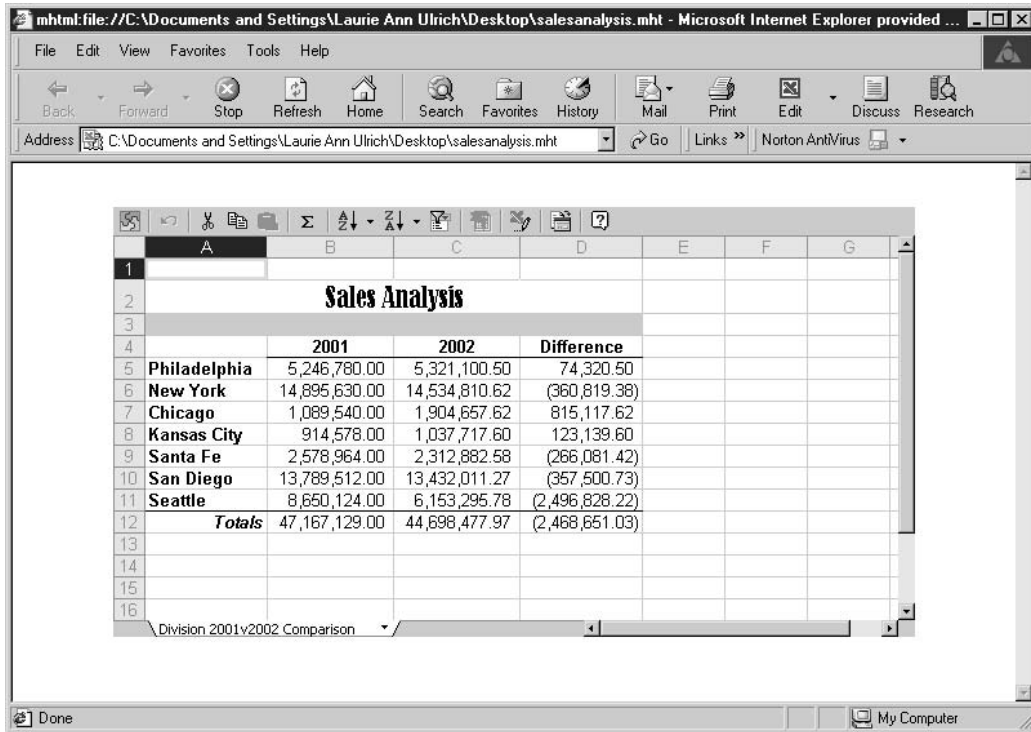 mhtml:file://C:\Documents and Settings\Laurie Ann Ulrich\Desktop\salesanalysis.mht - Microsoft Internet Explorer provided ...
File Edit View Favorites Tools Help
Back Forward Stop Refresh Home Search Favorites History Mail Print Edit Discuss Research
Address C:\Documents and Settings\Laurie Ann Ulrich\Desktop\salesanalysis.mht Go Links » Norton AntiVirus
A B C D E F G
1
2 Sales Analysis
3
4 2001 2002 Difference
5 Philadelphia 5,246,780.00 5,321,100.50 74,320.50
6 New York 14,895,630.00 14,534,810.62 (360,819.38)
7 Chicago 1,089,540.00 1,904,657.62 815,117.62
8 Kansas City 914,578.00 1,037,717.60 123,139.60
9 Santa Fe 2,578,964.00 2,312,882.58 (266,081.42)
10 San Diego 13,789,512.00 13,432,011.27 (357,500.73)
11 Seattle 8,650,124.00 6,153,295.78 (2,496,828.22)
12 Totals 47,167,129.00 44,698,477.97 (2,468,651.03)
13
14
15
16
Division 2001v2002 Comparison
Done My Computer